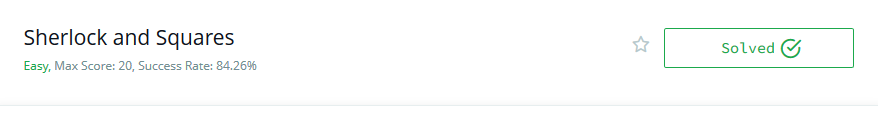 Sherlock and Squares
Solved
Easy, Max Score: 20, Success Rate: 84.26%